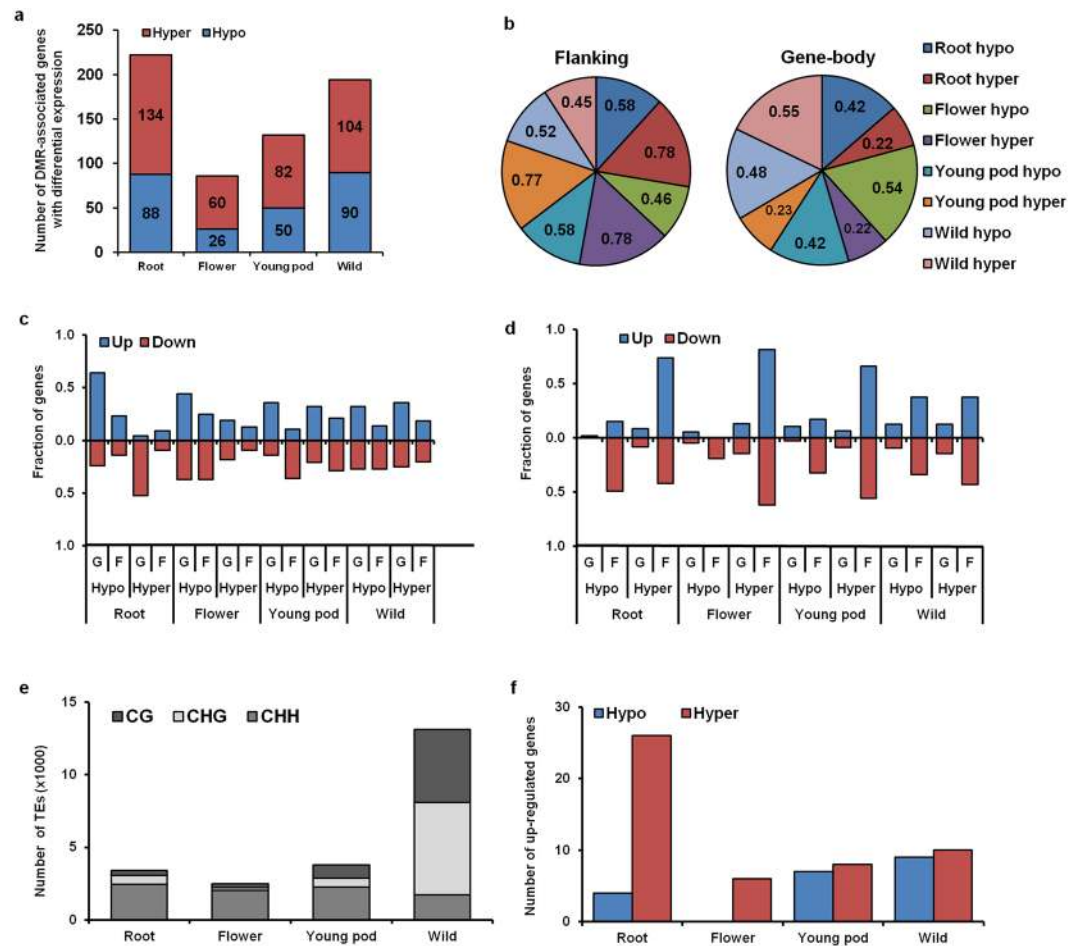 a
Hyper Hypo
Number of DMR-associated genes
with differential expression
250
200
150
100
50
0
134
88
60
26
82
50
104
90
Root Flower Young pod Wild
b
Flanking
0.58
0.78
0.46
0.78
0.58
0.77
0.52
0.45
Gene-body
0.42
0.22
0.54
0.22
0.42
0.23
0.48
0.55
Root hypo
Root hyper
Flower hypo
Flower hyper
Young pod hypo
Young pod hyper
Wild hypo
Wild hyper
c
Up Down
Fraction of genes
1.0
0.5
0.0
0.5
1.0
G F G F G F G F G F G F G F G F
Hypo Hyper Hypo Hyper Hypo Hyper Hypo Hyper
Root Flower Young pod Wild
d
Up Down
Fraction of genes
1.0
0.5
0.0
0.5
1.0
G F G F G F G F G F G F G F G F
Hypo Hyper Hypo Hyper Hypo Hyper Hypo Hyper
Root Flower Young pod Wild
e
CG CHG CHH
Number of TEs (x1000)
15
10
5
0
Root Flower Young pod Wild
f
Hypo Hyper
Number of up-regulated genes
30
20
10
0
Root Flower Young pod Wild